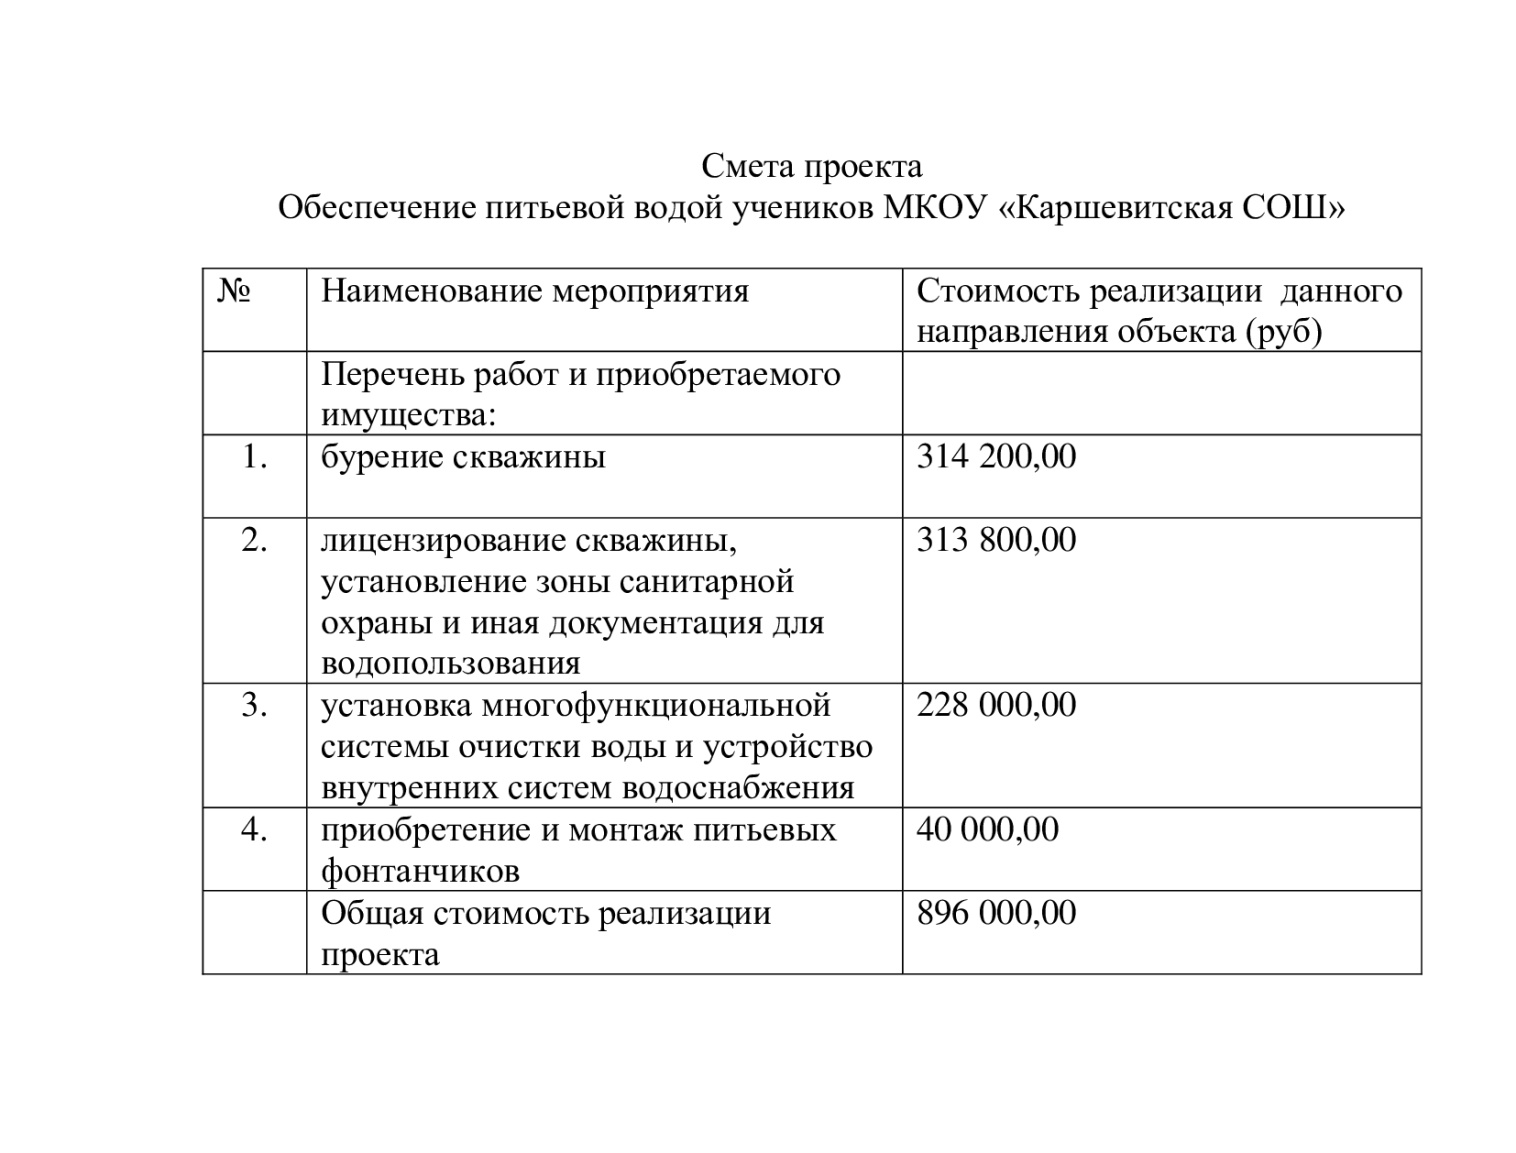 Смета проекта
Обеспечение питьевой водой учеников МКОУ «Каршевитская СОШ»
№
Наименование мероприятия
Стоимость реализации  данного
направления объекта (руб)
Перечень работ и приобретаемого
имущества:
1.
бурение скважины
314 200,00
2.
лицензирование скважины,
установление зоны санитарной
охраны и иная документация для
водопользования
313 800,00
3.
установка многофункциональной
системы очистки воды и устройство
внутренних систем водоснабжения
228 000,00
4.
приобретение и монтаж питьевых
фонтанчиков
40 000,00
Общая стоимость реализации
проекта
896 000,00